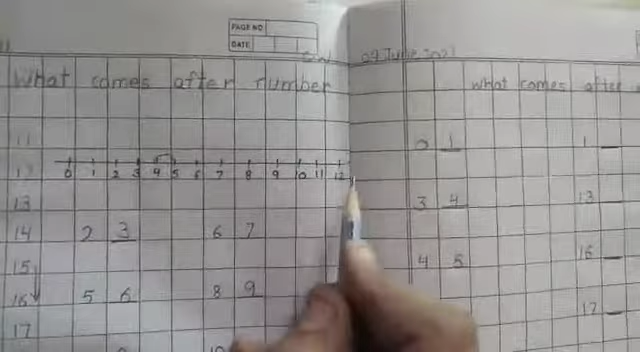 PAGE NO
DATE
C.W
What comes after number
11
12
0 1 2 3 4 5 6 7 8 9 10 11 12
13
14 2 3 6 7
15
16 5 6 8 9
17
what comes after
0 1 1 _
3 4 13 _
4 5 16 _
17 _